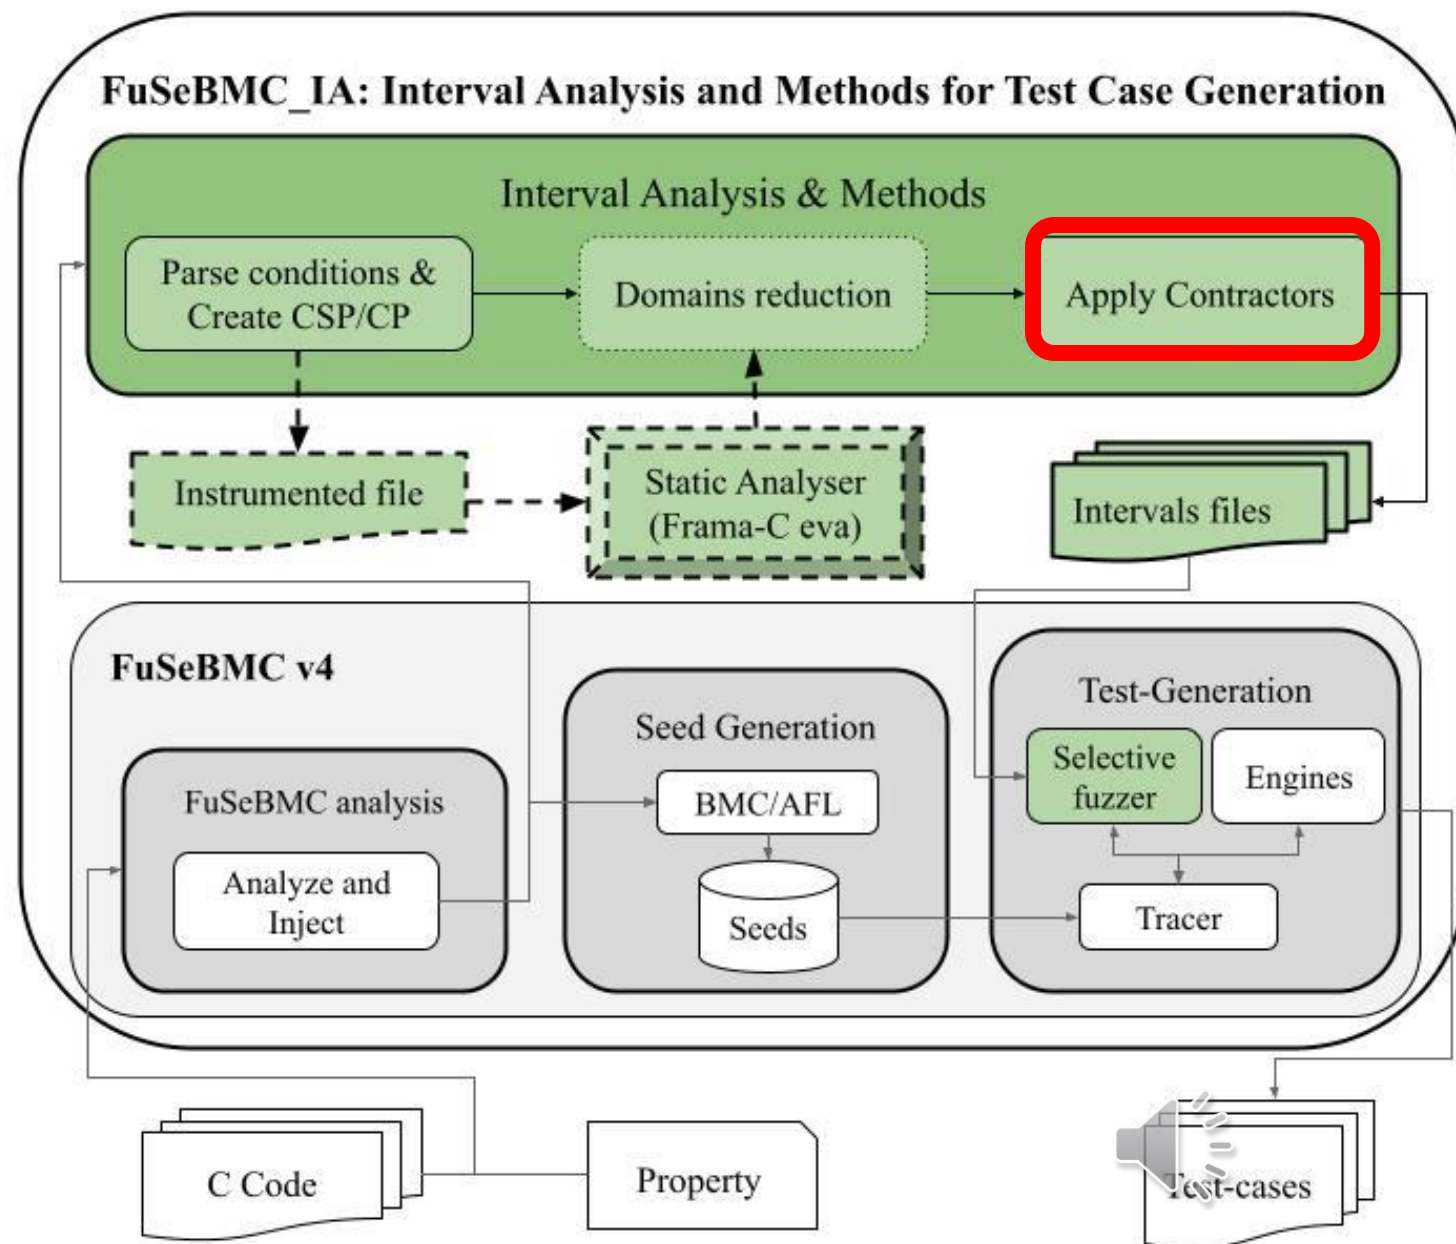 FuSeBMC_IA: Interval Analysis and Methods for Test Case Generation
Interval Analysis & Methods
Parse conditions &
Create CSP/CP
Domains reduction
Apply Contractors
Instrumented file
Static Analyser
(Frama-C eva)
Intervals files
FuSeBMC v4
FuSeBMC analysis
Analyze and
Inject
Seed Generation
BMC/AFL
Seeds
Test-Generation
Selective
fuzzer
Engines
Tracer
C Code
Property
Test-cases